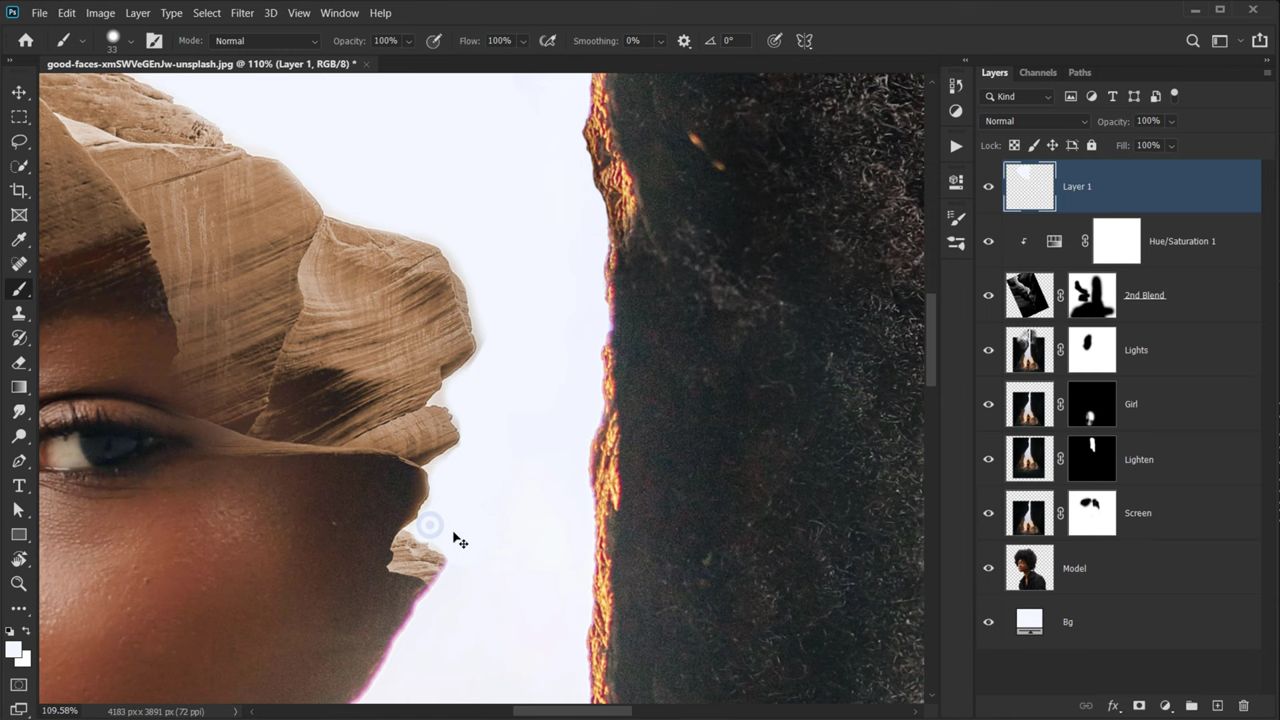 Ps File Edit Image Layer Type Select Filter 3D View Window Help
33 Mode: Normal Opacity: 100% Flow: 100% Smoothing: 0% 0°
good-faces-xmSWVeGEnJw-unsplash.jpg @ 110% (Layer 1, RGB/8) *
Layers Channels Paths
Kind
Normal Opacity: 100%
Lock: Fill: 100%
Layer 1
Hue/Saturation 1
2nd Blend
Lights
Girl
Lighten
Screen
Model
Bg
109.58% 4183 px x 3891 px (72 ppi)